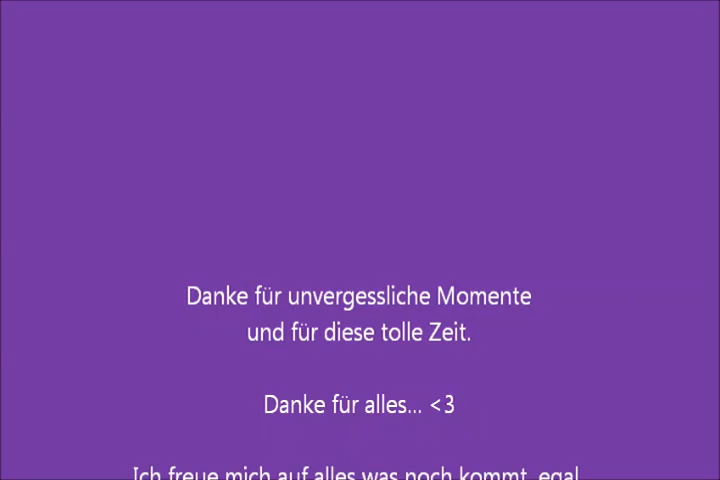 Danke für unvergessliche Momente
und für diese tolle Zeit.
Danke für alles... <3
Ich freue mich auf alles was noch kommt, egal